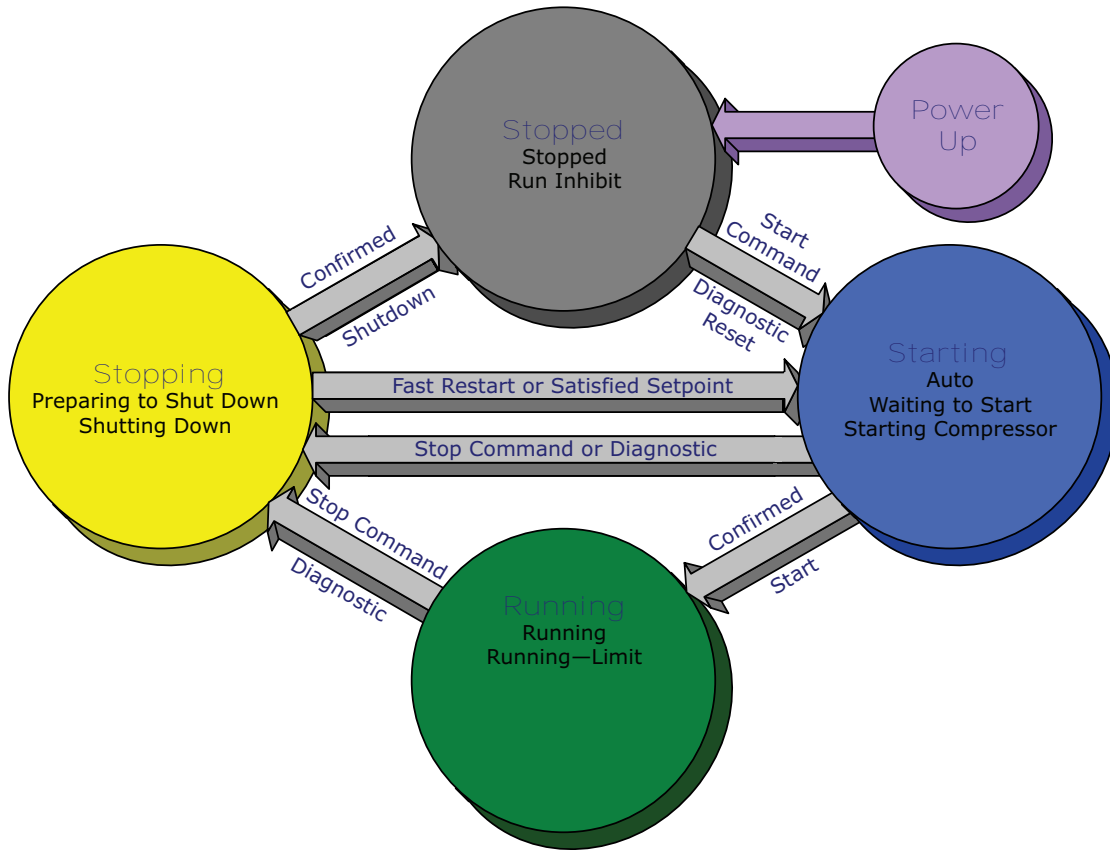 Stopped
Stopped
Run Inhibit
Power
Up
Confirmed
Shutdown
Start
Command
Diagnostic
Reset
Stopping
Preparing to Shut Down
Shutting Down
Fast Restart or Satisfied Setpoint
Stop Command or Diagnostic
Starting
Auto
Waiting to Start
Starting Compressor
Stop Command
Diagnostic
Confirmed
Start
Running
Running
Running—Limit